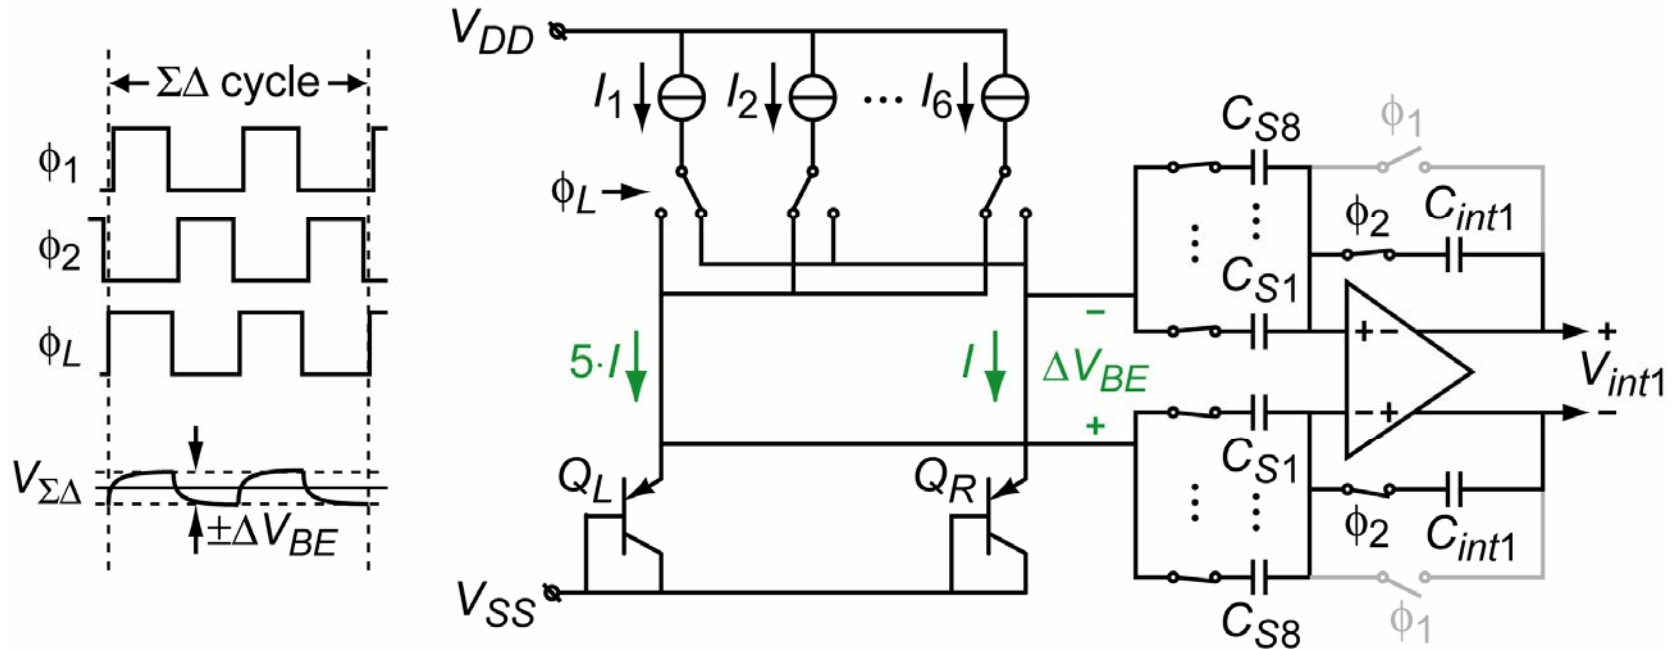 ΣΔ cycle
ϕ1
ϕ2
ϕL
VΣΔ
±ΔVBE
VDD
I1
I2
...
I6
ϕL
5·I
I
ΔVBE
−
+
QL
QR
VSS
CS8
CS1
CS1
CS8
ϕ1
ϕ2
Cint1
+ −
− +
ϕ2
Cint1
ϕ1
+
Vint1
−